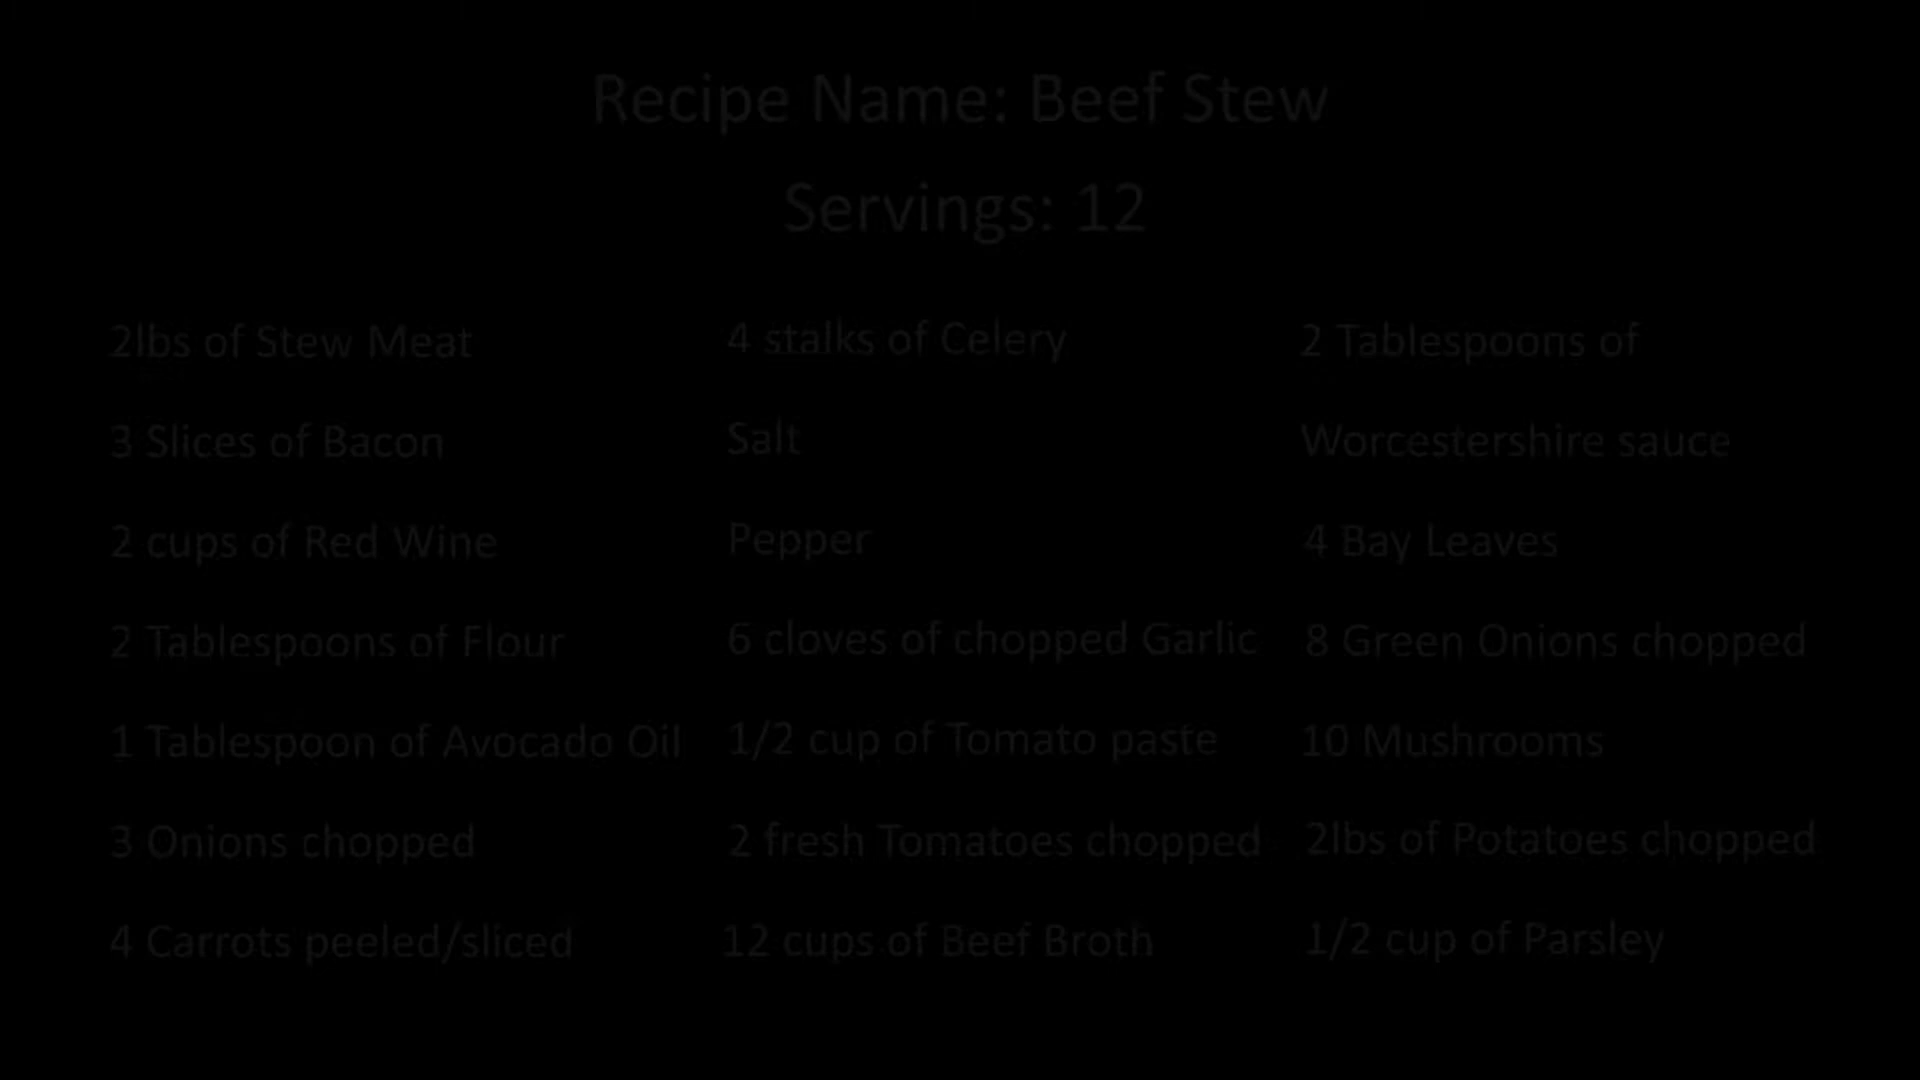 Recipe Name: Beef Stew
Servings: 12
2lbs of Stew Meat
3 Slices of Bacon
2 cups of Red Wine
2 Tablespoons of Flour
1 Tablespoon of Avocado Oil
3 Onions chopped
4 Carrots peeled/sliced
4 stalks of Celery
Salt
Pepper
6 cloves of chopped Garlic
1/2 cup of Tomato paste
2 fresh Tomatoes chopped
12 cups of Beef Broth
2 Tablespoons of
Worcestershire sauce
4 Bay Leaves
8 Green Onions chopped
10 Mushrooms
2lbs of Potatoes chopped
1/2 cup of Parsley